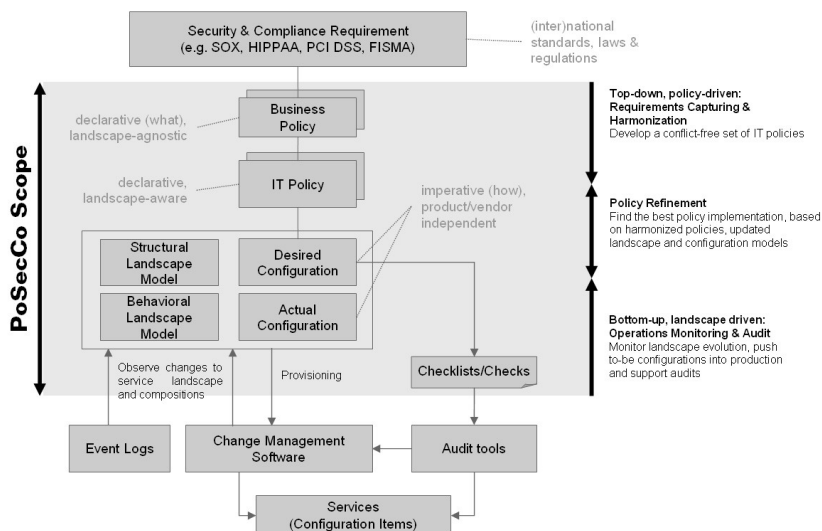 Security & Compliance Requirement
(e.g. SOX, HIPPAA, PCI DSS, FISMA)
(inter)national
standards, laws &
regulations
PoSecCo Scope
declarative (what),
landscape-agnostic
Business
Policy
Top-down, policy-driven:
Requirements Capturing &
Harmonization
Develop a conflict-free set of IT policies
declarative,
landscape-aware
IT Policy
imperative (how),
product/vendor
independent
Policy Refinement
Find the best policy implementation, based
on harmonized policies, updated
landscape and configuration models
Structural
Landscape
Model
Desired
Configuration
Behavioral
Landscape
Model
Actual
Configuration
Bottom-up, landscape driven:
Operations Monitoring & Audit
Monitor landscape evolution, push
to-be configurations into production
and support audits
Observe changes to
service landscape
and compositions
Provisioning
Checklists/Checks
Event Logs
Change Management
Software
Audit tools
Services
(Configuration Items)